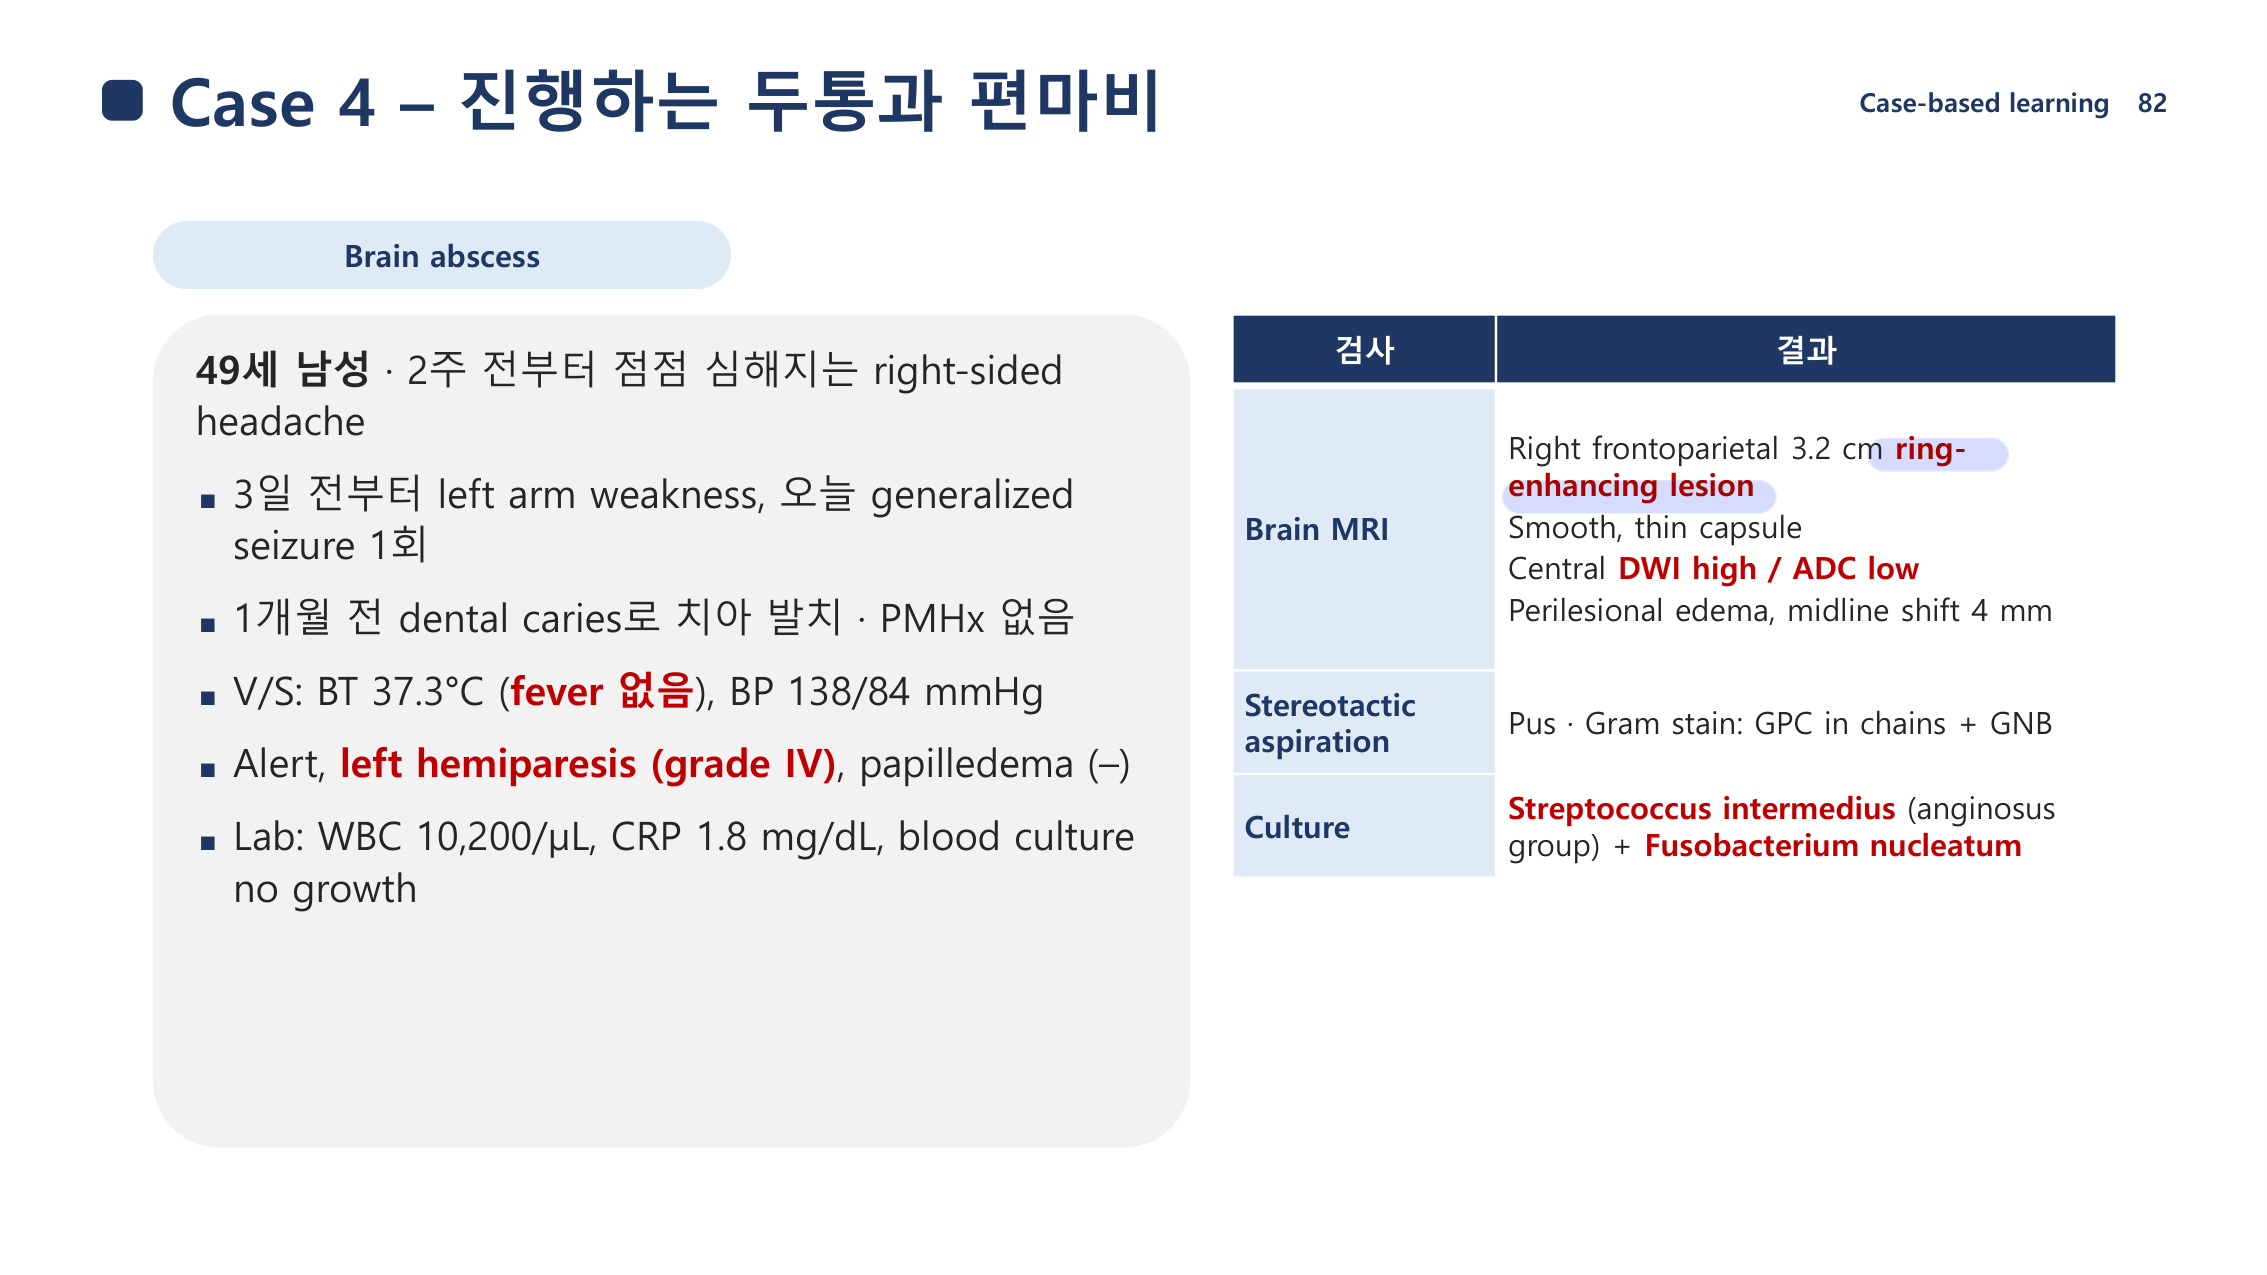 Case 4 – 진행하는 두통과 편마비
Case-based learning 82
Brain abscess
49세 남성 · 2주 전부터 점점 심해지는 right-sided
headache
▪ 3일 전부터 left arm weakness, 오늘 generalized
seizure 1회
▪ 1개월 전 dental caries로 치아 발치 · PMHx 없음
▪ V/S: BT 37.3°C (fever 없음), BP 138/84 mmHg
▪ Alert, left hemiparesis (grade IV), papilledema (–)
▪ Lab: WBC 10,200/μL, CRP 1.8 mg/dL, blood culture
no growth
검사 결과
Brain MRI
Right frontoparietal 3.2 cm ring-
enhancing lesion
Smooth, thin capsule
Central DWI high / ADC low
Perilesional edema, midline shift 4 mm
Stereotactic
aspiration
Pus · Gram stain: GPC in chains + GNB
Culture
Streptococcus intermedius (anginosus
group) + Fusobacterium nucleatum